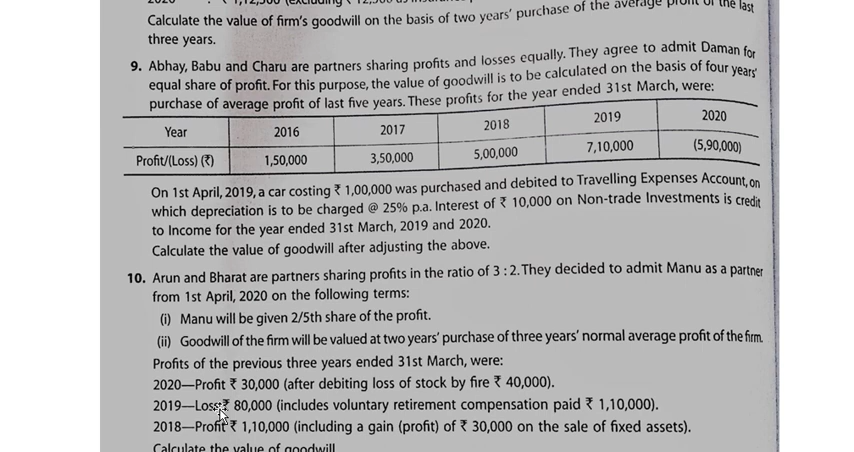 Calculate the value of firm's goodwill on the basis of two years' purchase of the average profit of the last
three years.
9. Abhay, Babu and Charu are partners sharing profits and losses equally. They agree to admit Daman for
equal share of profit. For this purpose, the value of goodwill is to be calculated on the basis of four years'
purchase of average profit of last five years. These profits for the year ended 31st March, were:
Year 2016 2017 2018 2019 2020
Profit/(Loss) (₹) 1,50,000 3,50,000 5,00,000 7,10,000 (5,90,000)
On 1st April, 2019, a car costing ₹ 1,00,000 was purchased and debited to Travelling Expenses Account, on
which depreciation is to be charged @ 25% p.a. Interest of ₹ 10,000 on Non-trade Investments is credit
to Income for the year ended 31st March, 2019 and 2020.
Calculate the value of goodwill after adjusting the above.
10. Arun and Bharat are partners sharing profits in the ratio of 3 : 2. They decided to admit Manu as a partner
from 1st April, 2020 on the following terms:
(i) Manu will be given 2/5th share of the profit.
(ii) Goodwill of the firm will be valued at two years' purchase of three years' normal average profit of the firm.
Profits of the previous three years ended 31st March, were:
2020—Profit ₹ 30,000 (after debiting loss of stock by fire ₹ 40,000).
2019—Loss ₹ 80,000 (includes voluntary retirement compensation paid ₹ 1,10,000).
2018—Profit ₹ 1,10,000 (including a gain (profit) of ₹ 30,000 on the sale of fixed assets).
Calculate the value of goodwill